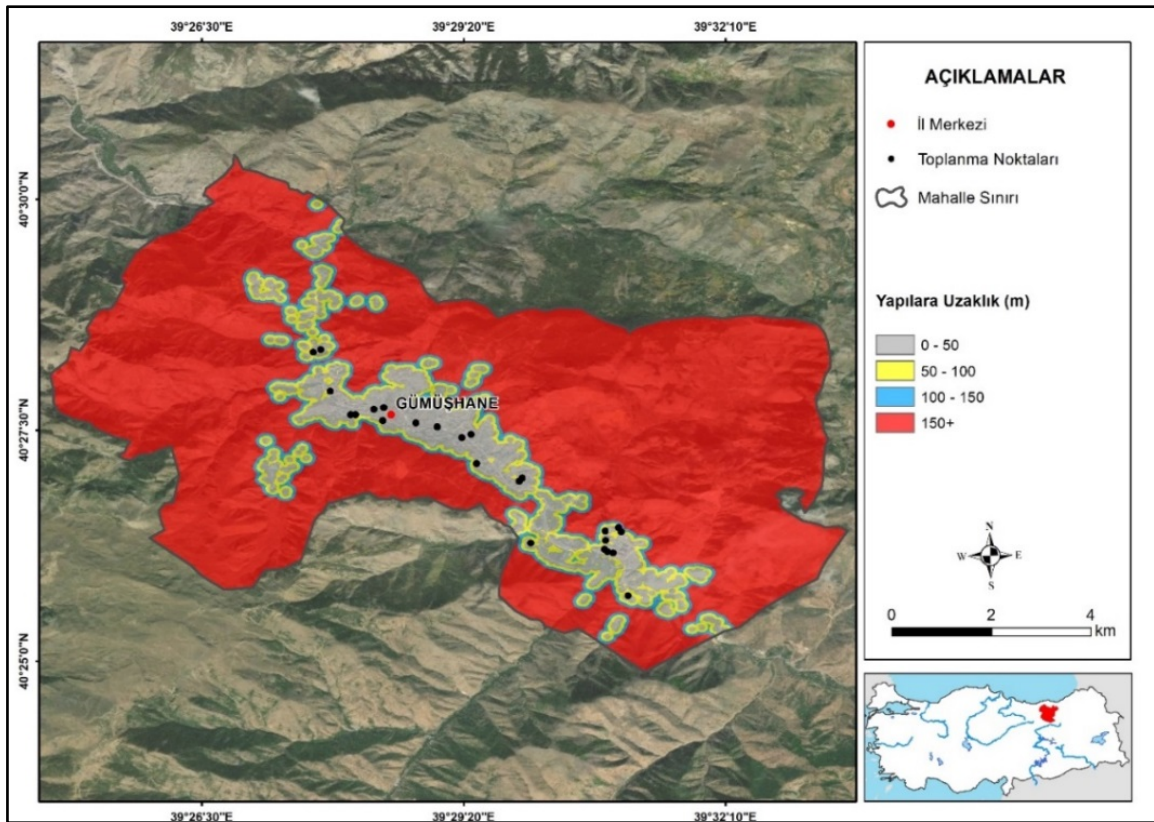 39°26'30"E
39°29'20"E
39°32'10"E
40°30'0"N
40°27'30"N
40°25'0"N
GÜMÜŞHANE
39°26'30"E
39°29'20"E
39°32'10"E
AÇIKLAMALAR
İl Merkezi
Toplanma Noktaları
Mahalle Sınırı
Yapılara Uzaklık (m)
0 - 50
50 - 100
100 - 150
150+
N
W E
S
0 2 4
km